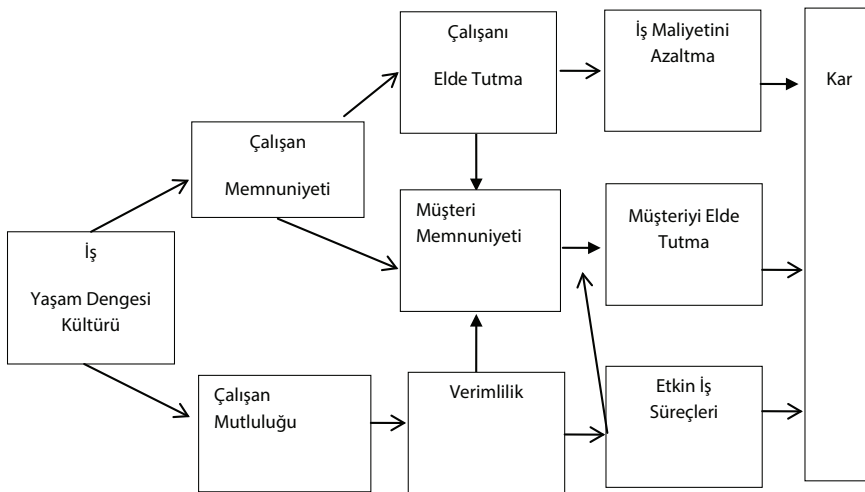 Çalışanı
Elde Tutma
İş Maliyetini
Azaltma
Kar
Çalışan
Memnuniyeti
Müşteri
Memnuniyeti
Müşteriyi Elde
Tutma
İş
Yaşam Dengesi
Kültürü
Çalışan
Mutluluğu
Verimlilik
Etkin İş
Süreçleri